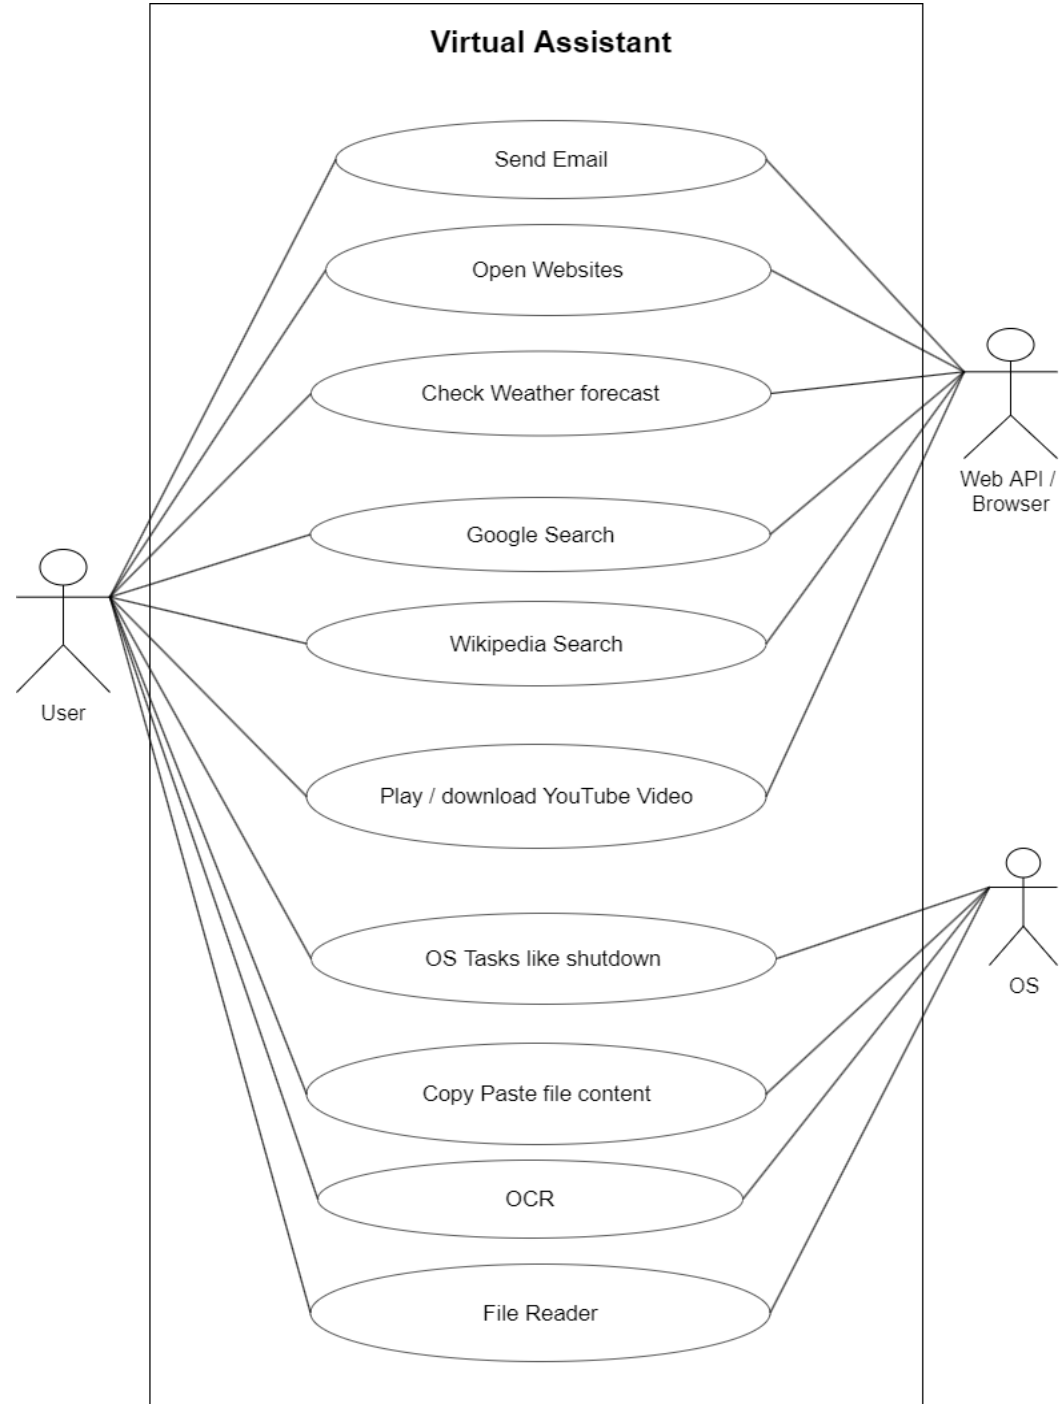 Virtual Assistant
Send Email
Open Websites
Check Weather forecast
Web API /
Browser
Google Search
Wikipedia Search
User
Play / download YouTube Video
OS Tasks like shutdown
OS
Copy Paste file content
OCR
File Reader